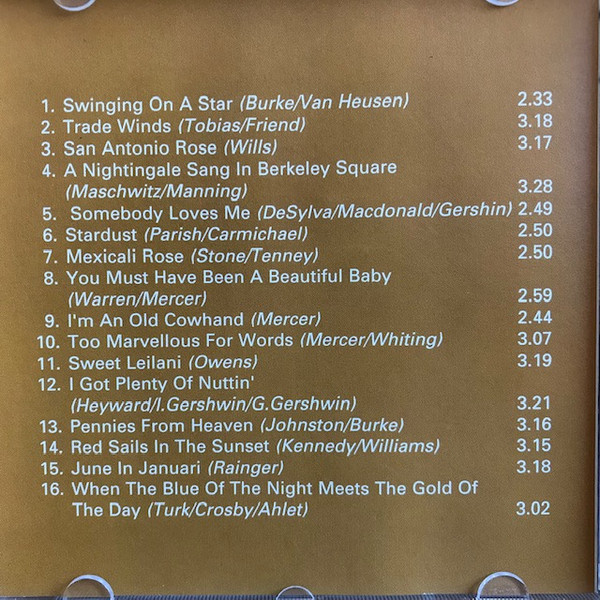 1. Swinging On A Star (Burke/Van Heusen) 2.33
2. Trade Winds (Tobias/Friend) 3.18
3. San Antonio Rose (Wills) 3.17
4. A Nightingale Sang In Berkeley Square
(Maschwitz/Manning) 3.28
5. Somebody Loves Me (DeSylva/Macdonald/Gershin) 2.49
6. Stardust (Parish/Carmichael) 2.50
7. Mexicali Rose (Stone/Tenney) 2.50
8. You Must Have Been A Beautiful Baby
(Warren/Mercer) 2.59
9. I'm An Old Cowhand (Mercer) 2.44
10. Too Marvellous For Words (Mercer/Whiting) 3.07
11. Sweet Leilani (Owens) 3.19
12. I Got Plenty Of Nuttin'
(Heyward/I.Gershwin/G.Gershwin) 3.21
13. Pennies From Heaven (Johnston/Burke) 3.16
14. Red Sails In The Sunset (Kennedy/Williams) 3.15
15. June In Januari (Rainger) 3.18
16. When The Blue Of The Night Meets The Gold Of
The Day (Turk/Crosby/Ahlet) 3.02